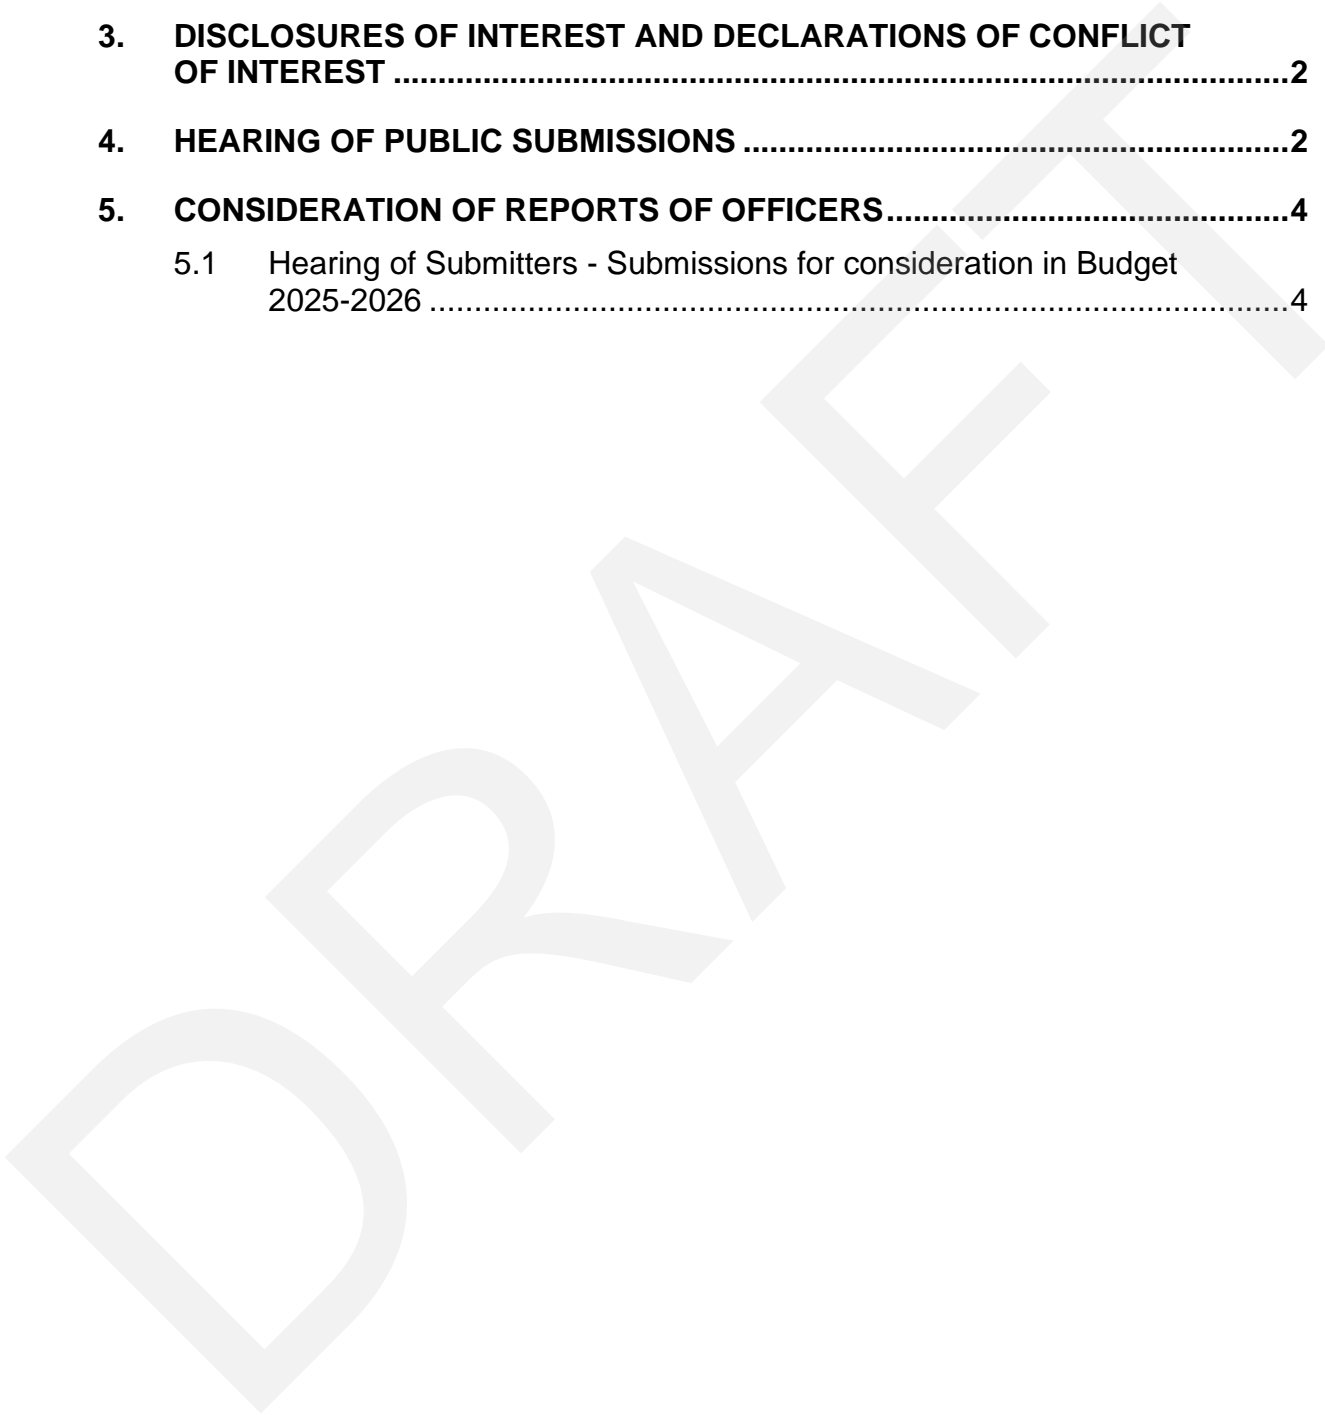 3. DISCLOSURES OF INTEREST AND DECLARATIONS OF CONFLICT
OF INTEREST ....................................................................................................2
4. HEARING OF PUBLIC SUBMISSIONS .............................................................2
5. CONSIDERATION OF REPORTS OF OFFICERS.............................................4
5.1 Hearing of Submitters - Submissions for consideration in Budget
2025-2026 ................................................................................................4
DRAFT